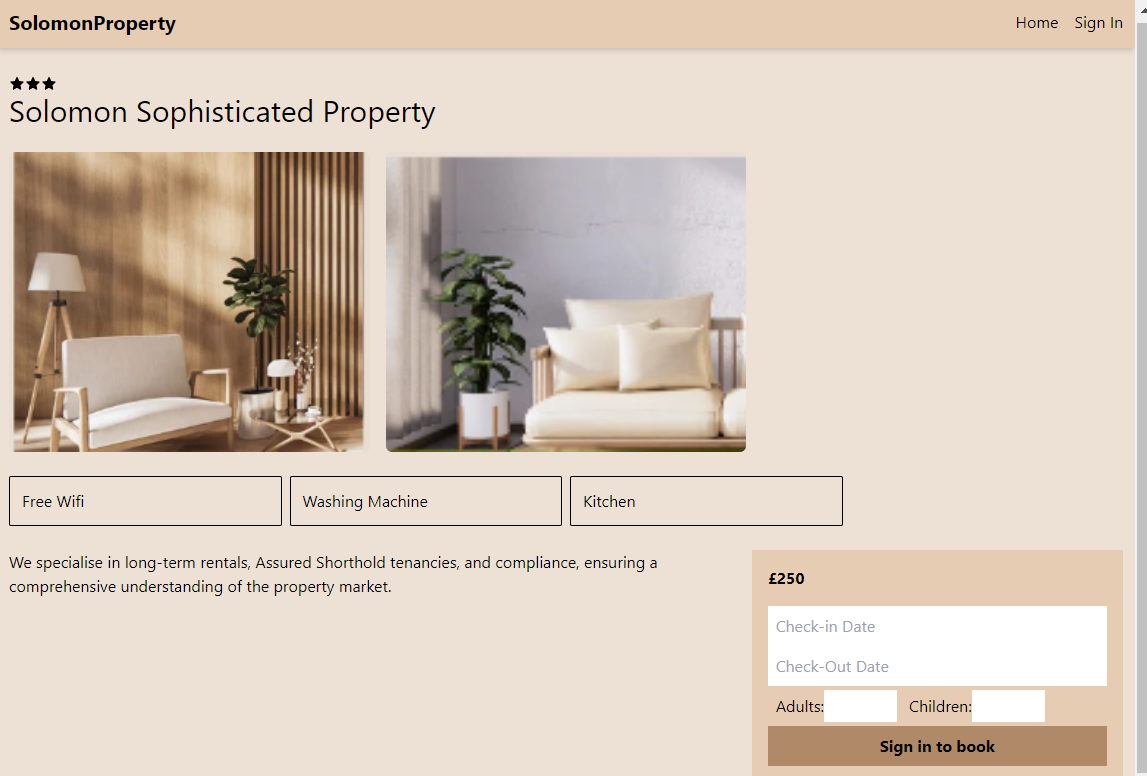 SolomonProperty
Home
Sign In
Solomon Sophisticated Property
Free Wifi
Washing Machine
Kitchen
We specialise in long-term rentals, Assured Shorthold tenancies, and compliance, ensuring a
comprehensive understanding of the property market.
£250
Check-in Date
Check-Out Date
Adults:
Children:
Sign in to book